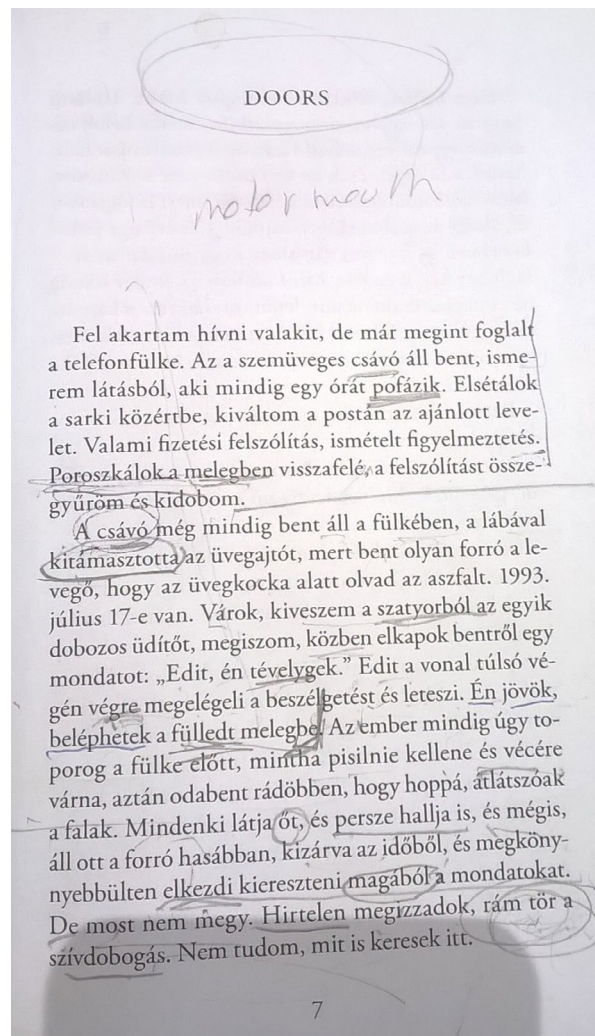 DOORS
motormouth
Fel akartam hívni valakit, de már megint foglalt
a telefonfülke. Az a szemüveges csávó áll bent, isme-
rem látásból, aki mindig egy órát pofázik. Elsétálok
a sarki közértbe, kiváltom a postán az ajánlott leve-
let. Valami fizetési felszólítás, ismételt figyelmeztetés.
Poroszkálok a melegben visszafelé, a felszólítást össze-
gyűröm és kidobom.
A csávó még mindig bent áll a fülkében, a lábával
kitámasztotta az üvegajtót, mert bent olyan forró a le-
vegő, hogy az üvegkocka alatt olvad az aszfalt. 1993.
július 17-e van. Várok, kiveszem a szatyorból az egyik
dobozos üdítőt, megiszom, közben elkapok bentről egy
mondatot: „Edit, én tévelygek.” Edit a vonal túlsó vé-
gén végre megelégeli a beszélgetést és leteszi. Én jövök,
beléphetek a fülledt melegbe. Az ember mindig úgy to-
porog a fülke előtt, mintha pisilnie kellene és vécére
várna, aztán odabent rádöbben, hogy hoppá, átlátszóak
a falak. Mindenki látja őt, és persze hallja is, és mégis,
áll ott a forró hasábban, kizárva az időből, és megköny-
nyebbülten elkezdi kiereszteni magából a mondatokat.
De most nem megy. Hirtelen megizzadok, rám tör a
szívdobogás. Nem tudom, mit is keresek itt.
7